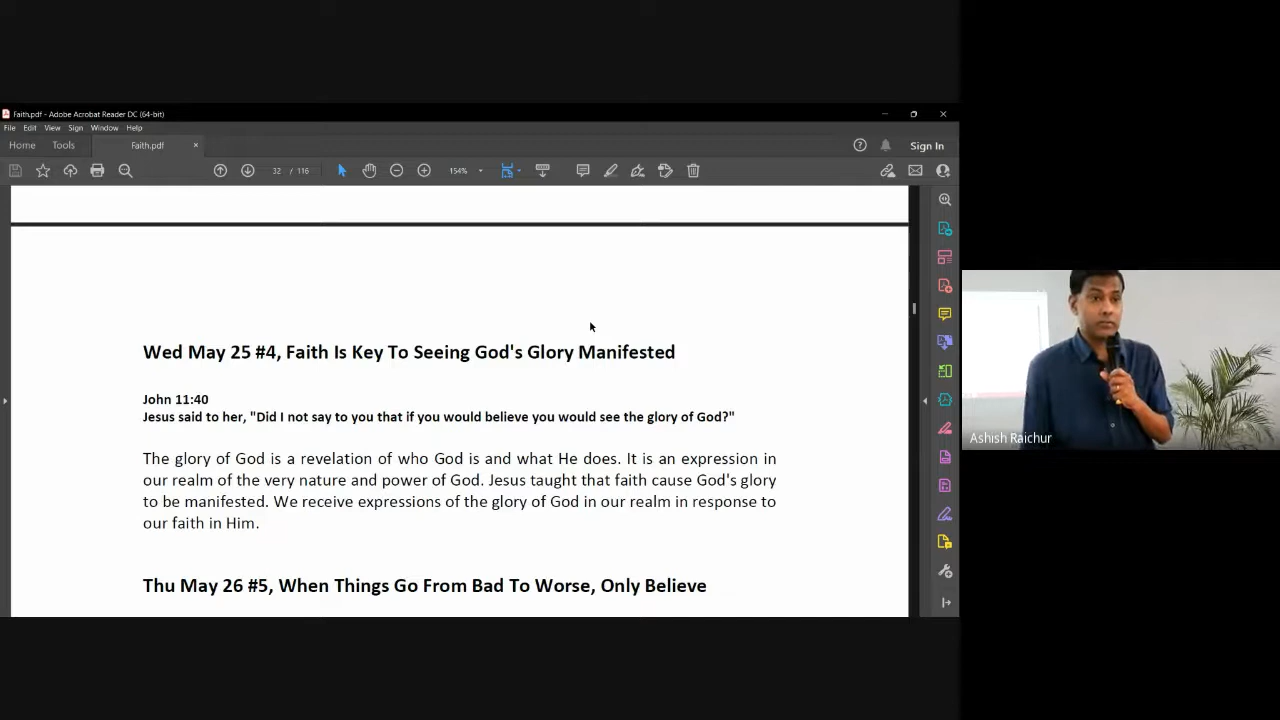 Faith.pdf - Adobe Acrobat Reader DC (64-bit)
File Edit View Sign Window Help
Home Tools Faith.pdf × Sign In
32 / 116 154%
Wed May 25 #4, Faith Is Key To Seeing God's Glory Manifested
John 11:40
Jesus said to her, "Did I not say to you that if you would believe you would see the glory of God?"
The glory of God is a revelation of who God is and what He does. It is an expression in
our realm of the very nature and power of God. Jesus taught that faith cause God's glory
to be manifested. We receive expressions of the glory of God in our realm in response to
our faith in Him.
Thu May 26 #5, When Things Go From Bad To Worse, Only Believe
Ashish Raichur